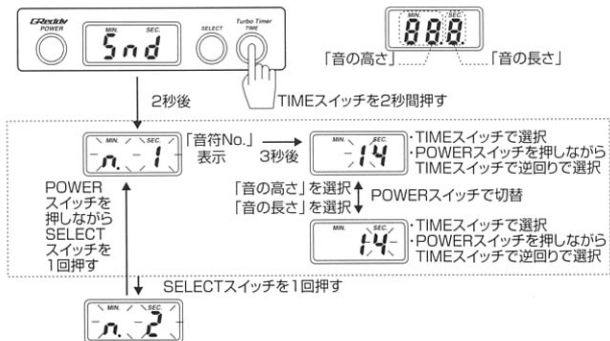 GReddy
POWER
MIN.
SEC.
Snd
SELECT
Turbo Timer
TIME
MIN.
SEC.
8.8.8.
「音の高さ」
「音の長さ」
2秒後
TIMEスイッチを2秒間押す
MIN.
SEC.
n. 1
「音符No.」
表示
3秒後
MIN.
SEC.
14
・TIMEスイッチで選択
・POWERスイッチを押しながら
TIMEスイッチで逆回りで選択
POWER
スイッチを
押しながら
SELECT
スイッチを
1回押す
「音の高さ」を選択
「音の長さ」を選択
POWERスイッチで切替
MIN.
SEC.
14
・TIMEスイッチで選択
・POWERスイッチを押しながら
TIMEスイッチで逆回りで選択
SELECTスイッチを1回押す
MIN.
SEC.
n. 2